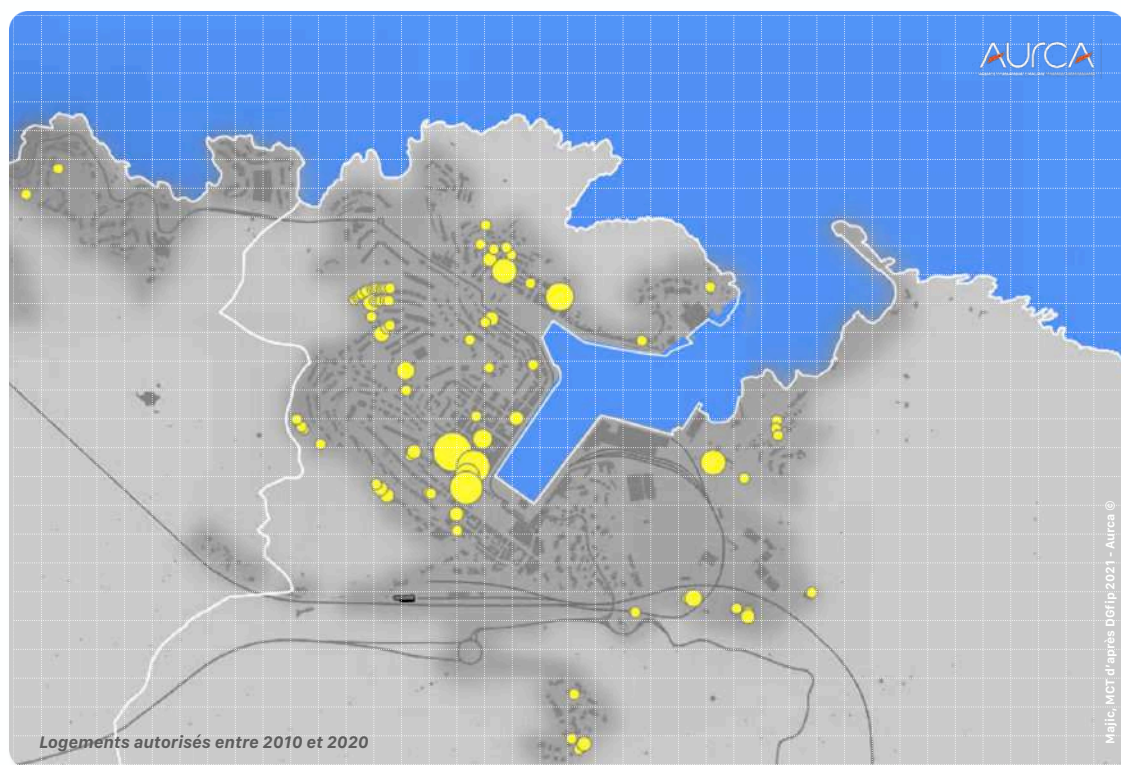 AURCA
Logements autorisés entre 2010 et 2020
Majic, MCT d'après DGfip 2021 - Aurca ©